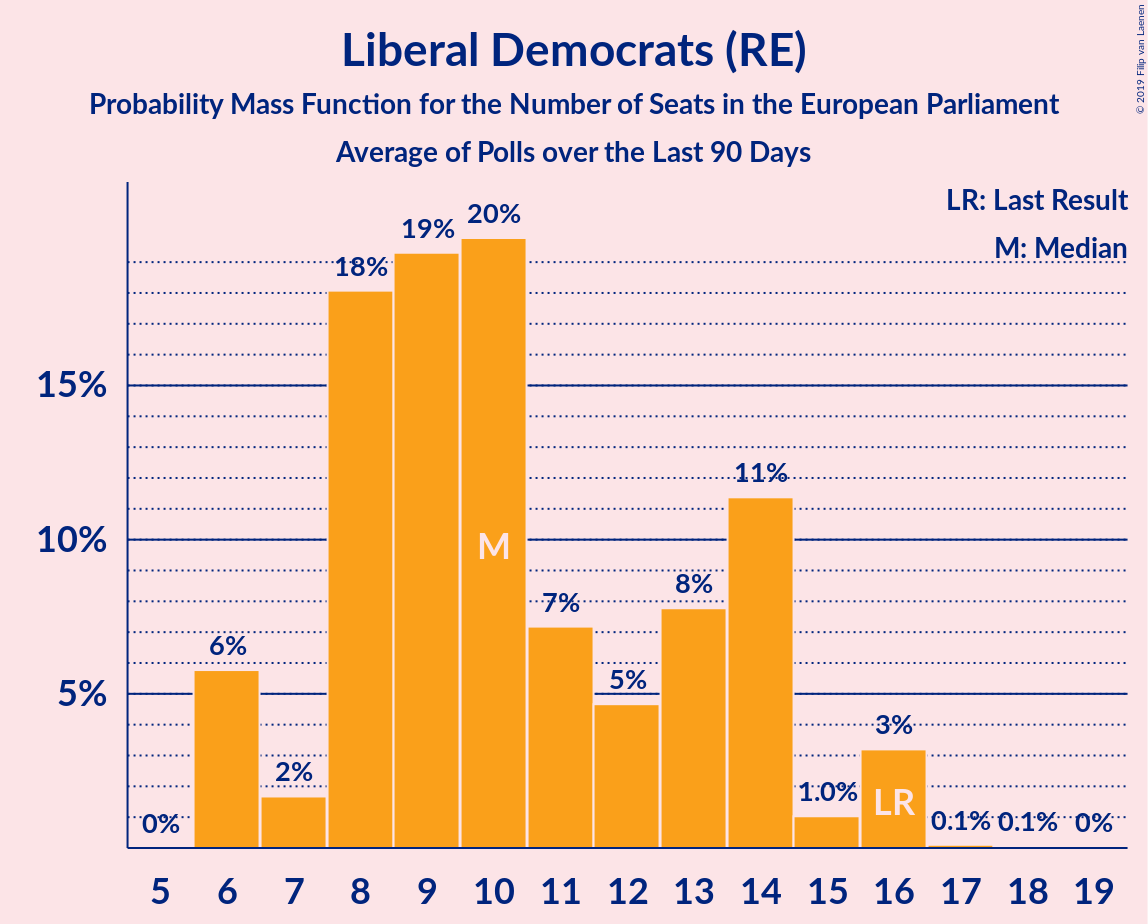 Liberal Democrats (RE)
Probability Mass Function for the Number of Seats in the European Parliament
Average of Polls over the Last 90 Days
© 2019 Filip van Laenen
LR: Last Result
M: Median
15%
10%
5%
0%
6%
2%
18%
19%
20%
7%
5%
8%
11%
1.0%
3%
0.1%
0.1%
0%
M
LR
5 6 7 8 9 10 11 12 13 14 15 16 17 18 19